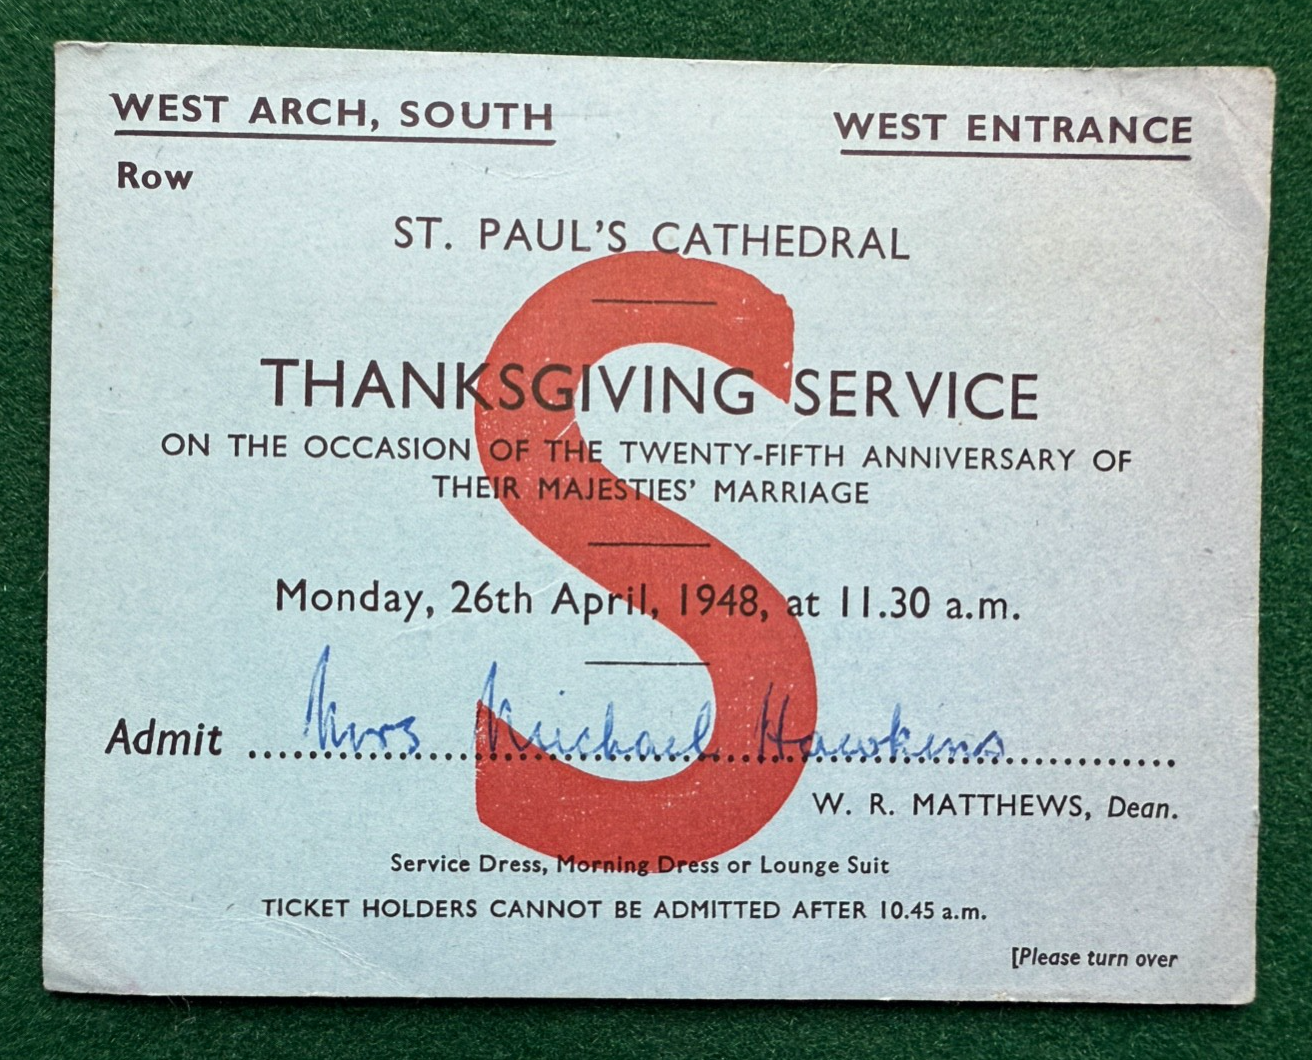 WEST ARCH, SOUTH
WEST ENTRANCE
Row
ST. PAUL'S CATHEDRAL
S
THANKSGIVING SERVICE
ON THE OCCASION OF THE TWENTY-FIFTH ANNIVERSARY OF
THEIR MAJESTIES' MARRIAGE
Monday, 26th April, 1948, at 11.30 a.m.
Admit Mrs Michael Hawkins
W. R. MATTHEWS, Dean.
Service Dress, Morning Dress or Lounge Suit
TICKET HOLDERS CANNOT BE ADMITTED AFTER 10.45 a.m.
[Please turn over